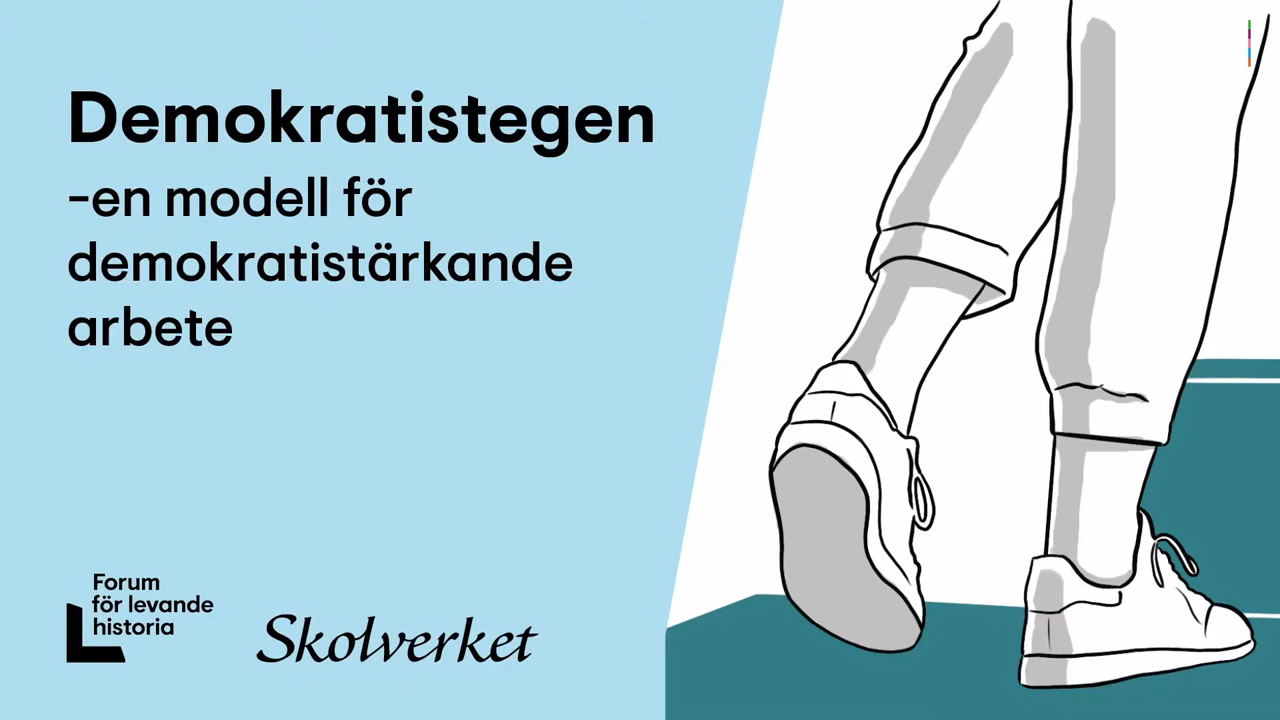 Demokratistegen
-en modell för
demokratistärkande
arbete
Forum
för levande
historia
Skolverket